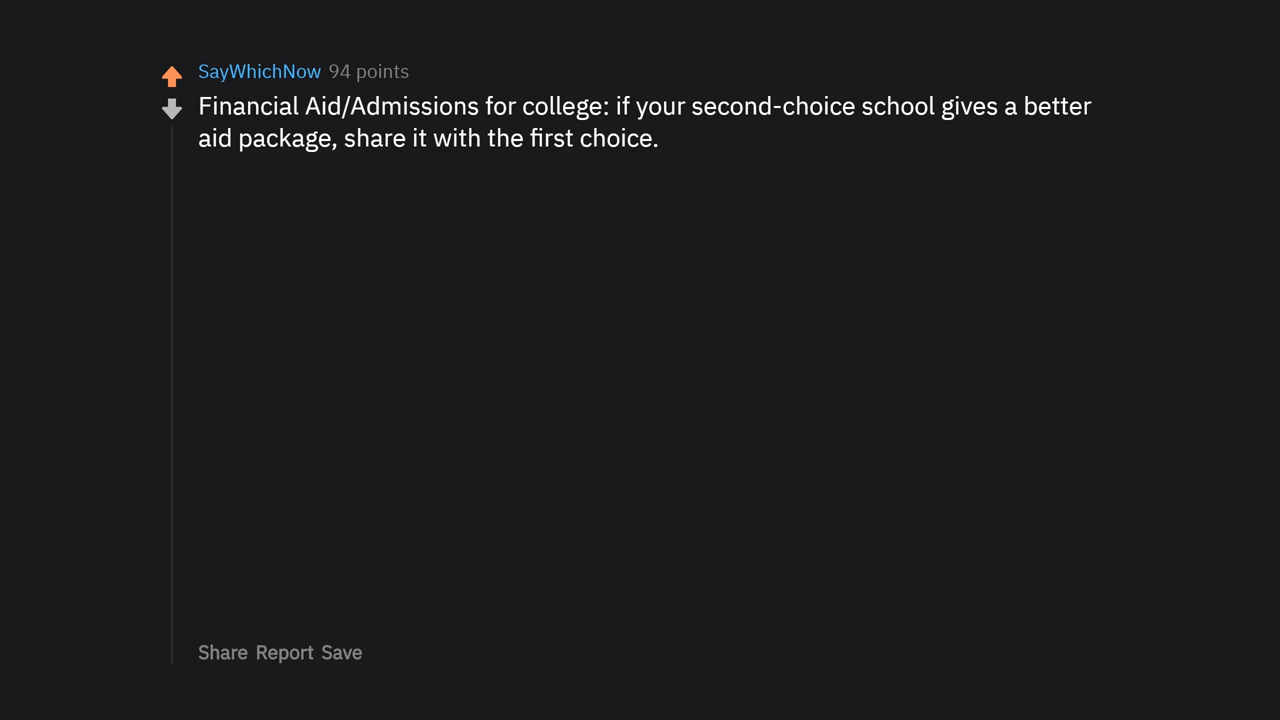 SayWhichNow 94 points
Financial Aid/Admissions for college: if your second-choice school gives a better
aid package, share it with the first choice.
Share Report Save